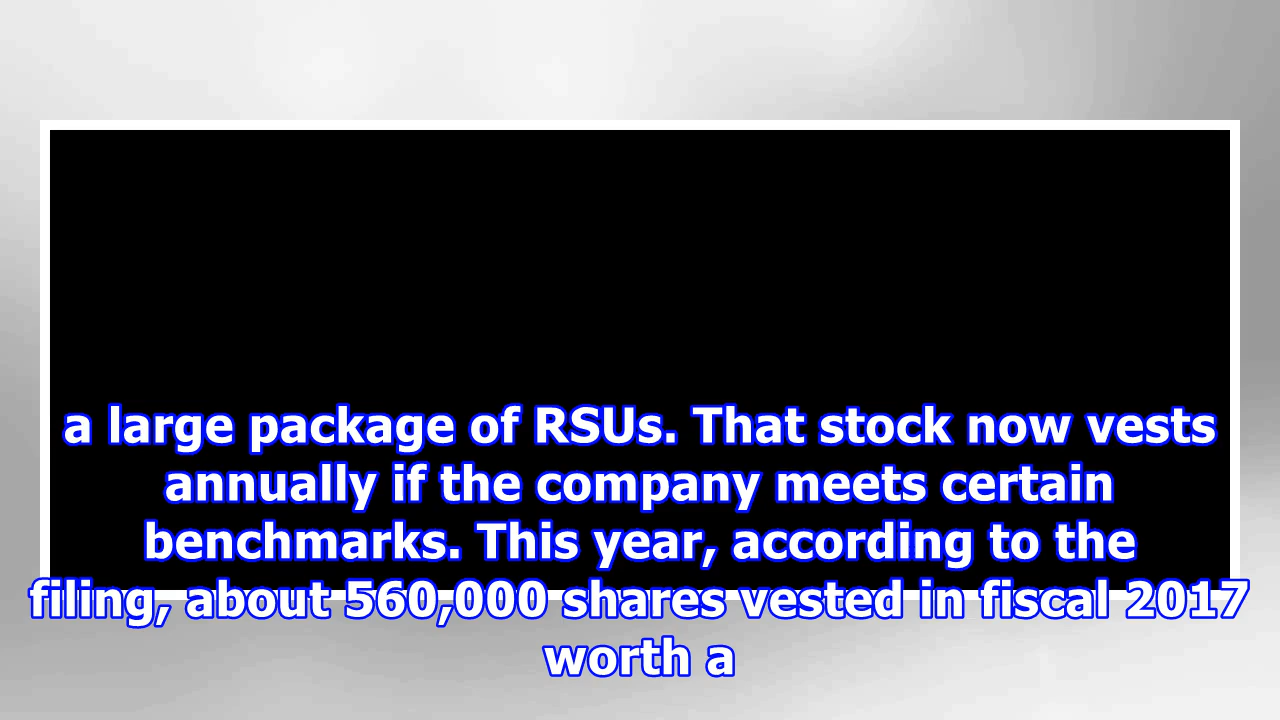 a large package of RSUs. That stock now vests
annually if the company meets certain
benchmarks. This year, according to the
filing, about 560,000 shares vested in fiscal 2017
worth a